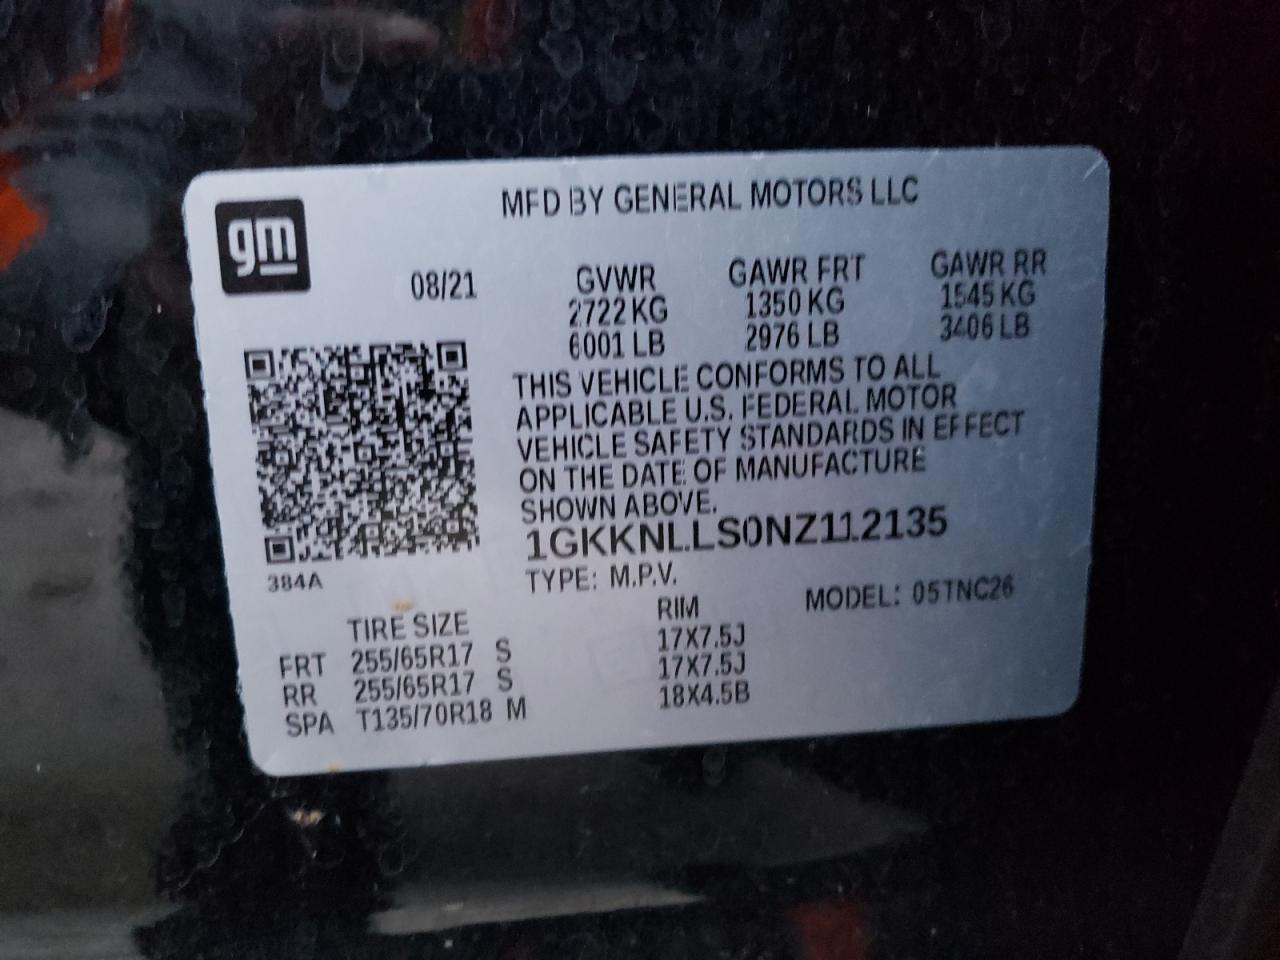 gm
MFD BY GENERAL MOTORS LLC
08/21 GVWR GAWR FRT GAWR RR
2722 KG 1350 KG 1545 KG
6001 LB 2976 LB 3406 LB
THIS VEHICLE CONFORMS TO ALL
APPLICABLE U.S. FEDERAL MOTOR
VEHICLE SAFETY STANDARDS IN EFFECT
ON THE DATE OF MANUFACTURE
SHOWN ABOVE.
1GKKNLLS0NZ112135
384A
TYPE: M.P.V. MODEL: 05TNC26
TIRE SIZE RIM
FRT 255/65R17 S 17X7.5J
RR 255/65R17 S 17X7.5J
SPA T135/70R18 M 18X4.5B